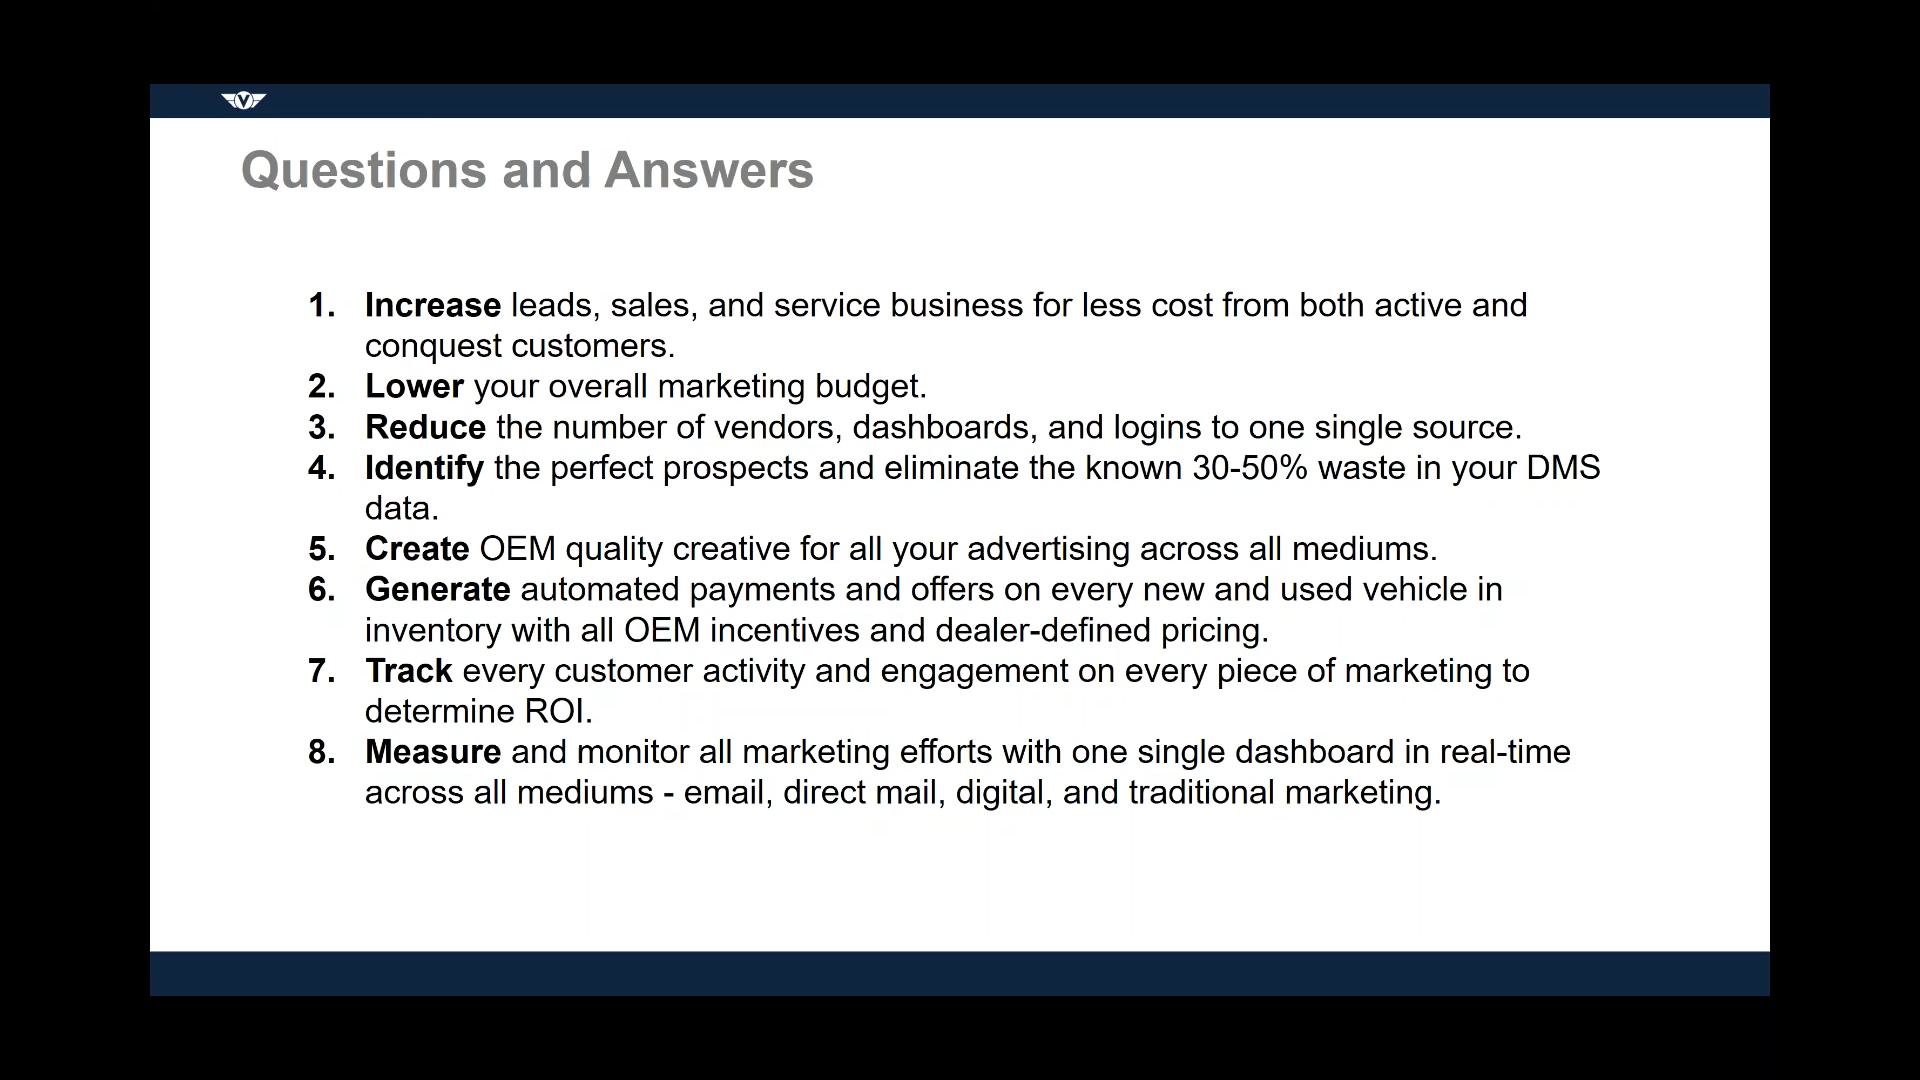 V
Questions and Answers
1. Increase leads, sales, and service business for less cost from both active and
conquest customers.
2. Lower your overall marketing budget.
3. Reduce the number of vendors, dashboards, and logins to one single source.
4. Identify the perfect prospects and eliminate the known 30-50% waste in your DMS
data.
5. Create OEM quality creative for all your advertising across all mediums.
6. Generate automated payments and offers on every new and used vehicle in
inventory with all OEM incentives and dealer-defined pricing.
7. Track every customer activity and engagement on every piece of marketing to
determine ROI.
8. Measure and monitor all marketing efforts with one single dashboard in real-time
across all mediums - email, direct mail, digital, and traditional marketing.